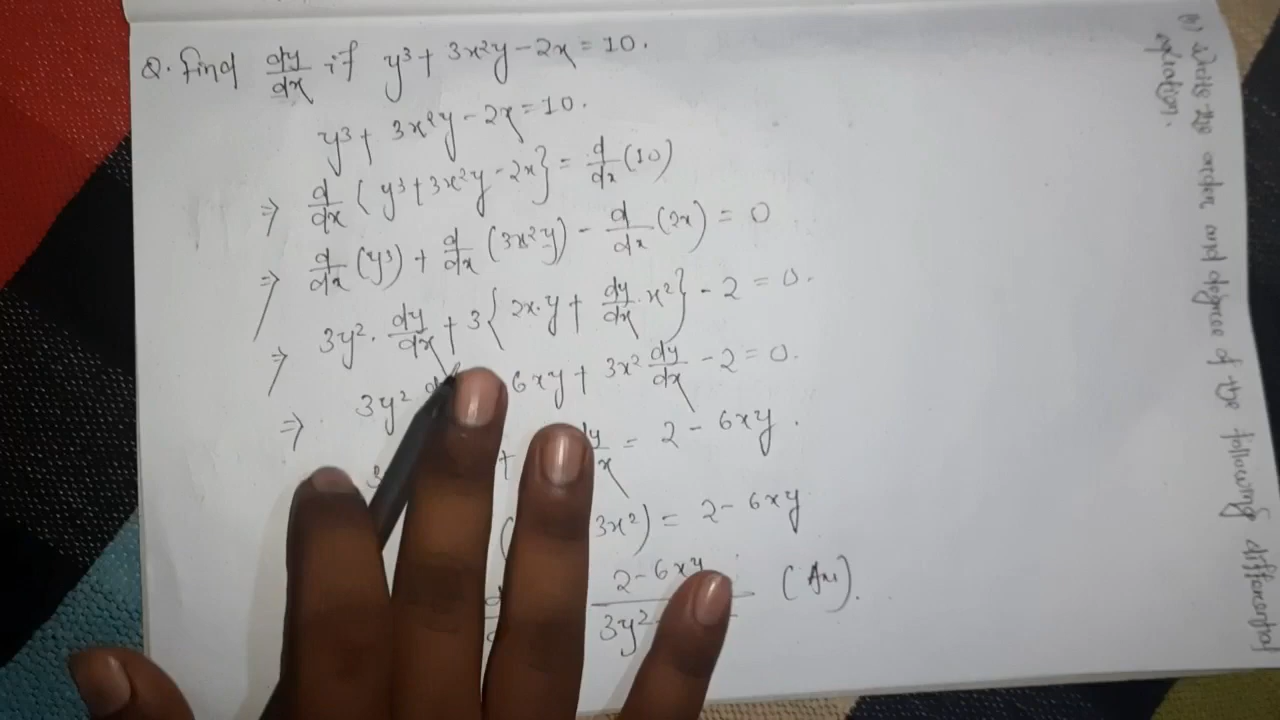 Q. Find dy/dx if y³ + 3x²y - 2x = 10.
y³ + 3x²y - 2x = 10.
⇒ d/dx {y³ + 3x²y - 2x} = d/dx (10)
⇒ d/dx (y³) + d/dx (3x²y) - d/dx (2x) = 0
⇒ 3y² · dy/dx + 3{2x·y + dy/dx · x²} - 2 = 0.
⇒ 3y² 6xy + 3x² dy/dx - 2 = 0.
3 + = 2 - 6xy.
( 3x²) = 2 - 6xy
2 - 6xy / 3y² (Ans).
(ii) Write the order and degree of the following differential
equation.